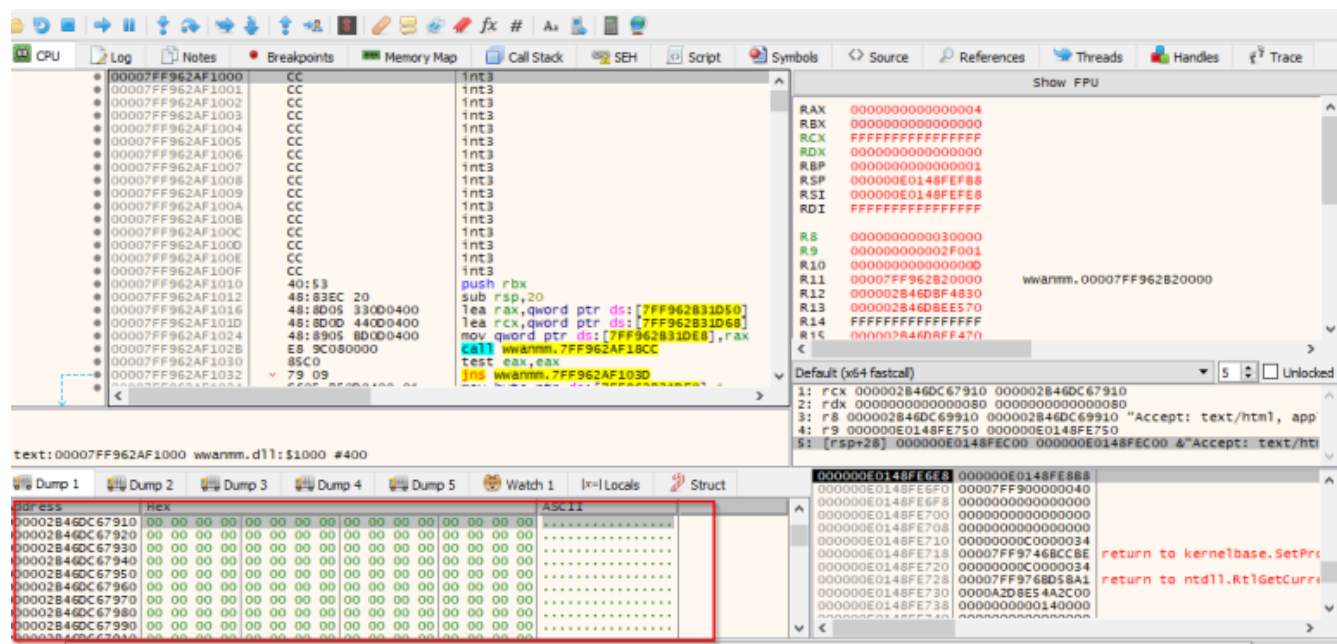 CPU Log Notes Breakpoints Memory Map Call Stack SEH Script Symbols Source References Threads Handles Trace
00007FF962AF1000 CC int3
00007FF962AF1001 CC int3
00007FF962AF1002 CC int3
00007FF962AF1003 CC int3
00007FF962AF1004 CC int3
00007FF962AF1005 CC int3
00007FF962AF1006 CC int3
00007FF962AF1007 CC int3
00007FF962AF1008 CC int3
00007FF962AF1009 CC int3
00007FF962AF100A CC int3
00007FF962AF100B CC int3
00007FF962AF100C CC int3
00007FF962AF100D CC int3
00007FF962AF100E CC int3
00007FF962AF100F CC int3
00007FF962AF1010 40:53 push rbx
00007FF962AF1012 48:83EC 20 sub rsp,20
00007FF962AF1016 48:8D05 330D0400 lea rax,qword ptr ds:[7FF962B31D50]
00007FF962AF101D 48:8D0D 440D0400 lea rcx,qword ptr ds:[7FF962B31D68]
00007FF962AF1024 48:8905 BD0D0400 mov qword ptr ds:[7FF962B31DE8],rax
00007FF962AF102B E8 9C080000 call wwanmm.7FF962AF18CC
00007FF962AF1030 85C0 test eax,eax
00007FF962AF1032 79 09 jns wwanmm.7FF962AF103D
text:00007FF962AF1000 wwanmm.dll:$1000 #400
Show FPU
RAX 0000000000000004
RBX 0000000000000000
RCX FFFFFFFFFFFFFFFF
RDX 0000000000000000
RBP 0000000000000001
RSP 000000E0148FEFB8
RSI 000000E0148FEFE8
RDI FFFFFFFFFFFFFFFF
R8 0000000000030000
R9 000000000002F001
R10 000000000000000D
R11 00007FF962B20000 wwanmm.00007FF962B20000
R12 000002B46DBF4830
R13 000002B46DBEE570
R14 FFFFFFFFFFFFFFFF
R15 000002B46DBEE470
Default (x64 fastcall) 5 Unlocked
1: rcx 000002B46DC67910 000002B46DC67910
2: rdx 0000000000000080 0000000000000080
3: r8 000002B46DC69910 000002B46DC69910 "Accept: text/html, app
4: r9 000000E0148FE750 000000E0148FE750
5: [rsp+28] 000000E0148FEC00 000000E0148FEC00 &"Accept: text/ht
Dump 1 Dump 2 Dump 3 Dump 4 Dump 5 Watch 1 [x=] Locals Struct
ddress Hex ASCII
00002B46DC67910 00 00 00 00 00 00 00 00 00 00 00 00 00 00 00 00 ................
00002B46DC67920 00 00 00 00 00 00 00 00 00 00 00 00 00 00 00 00 ................
00002B46DC67930 00 00 00 00 00 00 00 00 00 00 00 00 00 00 00 00 ................
00002B46DC67940 00 00 00 00 00 00 00 00 00 00 00 00 00 00 00 00 ................
00002B46DC67950 00 00 00 00 00 00 00 00 00 00 00 00 00 00 00 00 ................
00002B46DC67960 00 00 00 00 00 00 00 00 00 00 00 00 00 00 00 00 ................
00002B46DC67970 00 00 00 00 00 00 00 00 00 00 00 00 00 00 00 00 ................
00002B46DC67980 00 00 00 00 00 00 00 00 00 00 00 00 00 00 00 00 ................
00002B46DC67990 00 00 00 00 00 00 00 00 00 00 00 00 00 00 00 00 ................
000000E0148FE6E8 000000E0148FE8B8
000000E0148FE6F0 00007FF900000040
000000E0148FE6F8 0000000000000000
000000E0148FE700 0000000000000000
000000E0148FE708 0000000000000000
000000E0148FE710 00000000C0000034
000000E0148FE718 00007FF9746BCCBE return to kernelbase.SetPro
000000E0148FE720 00000000C0000034
000000E0148FE728 00007FF976BD5BA1 return to ntdll.RtlGetCurre
000000E0148FE730 0000A2D8E54A2C00
000000E0148FE738 0000000000140000